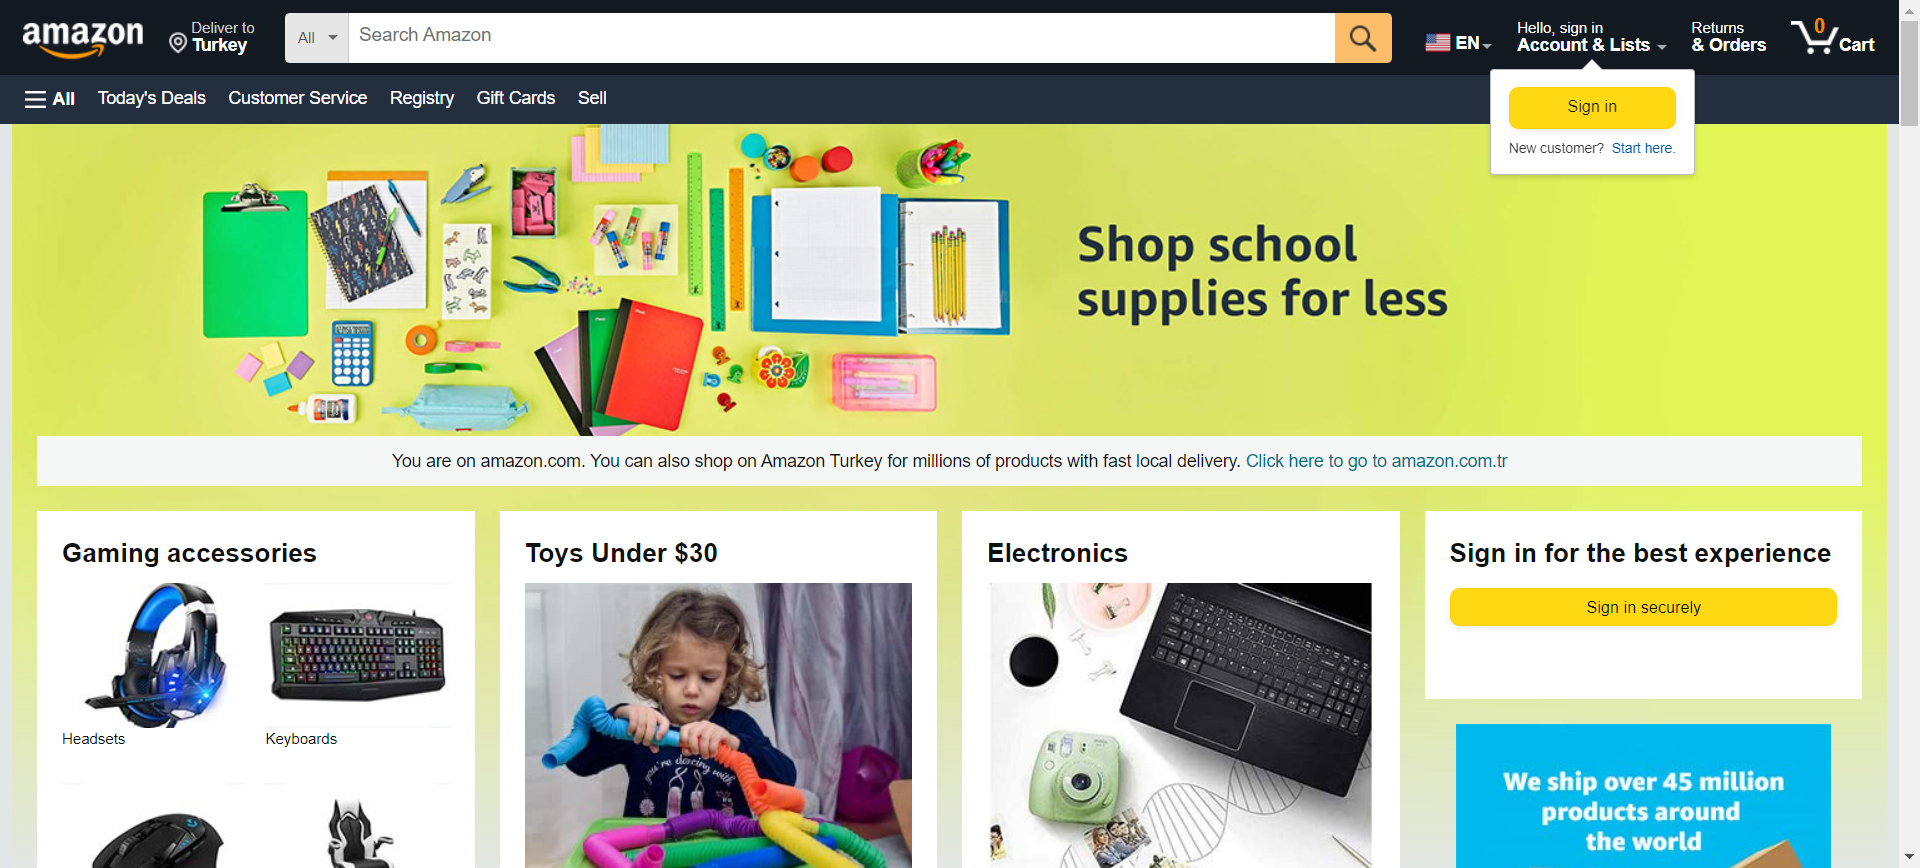 amazon
Deliver to
Turkey
All
Search Amazon
EN
Hello, sign in
Account & Lists
Returns
& Orders
0
Cart
All
Today's Deals
Customer Service
Registry
Gift Cards
Sell
Sign in
New customer? Start here.
Shop school
supplies for less
You are on amazon.com. You can also shop on Amazon Turkey for millions of products with fast local delivery. Click here to go to amazon.com.tr
Gaming accessories
Headsets
Keyboards
Toys Under $30
you're dancing with
Electronics
Sign in for the best experience
Sign in securely
We ship over 45 million
products around
the world